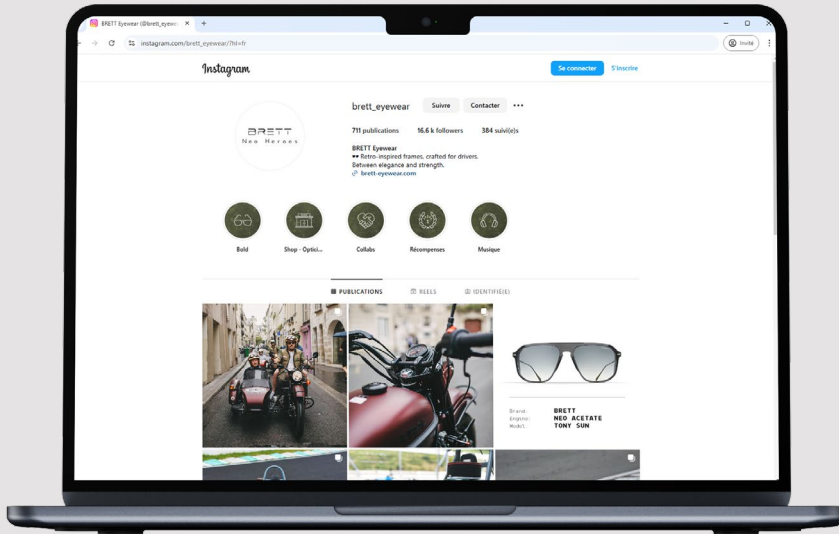 BRETT Eyewear (@brett_eyewe
instagram.com/brett_eyewear/?hl=fr
Invité
Instagram
Se connecter
S'inscrire
BRETT
Neo Heroes
brett_eyewear
Suivre
Contacter
711 publications
16,6 k followers
384 suivi(e)s
BRETT Eyewear
🕶️ Retro-inspired frames, crafted for drivers.
Between elegance and strength.
brett-eyewear.com
Bold
Shop - Optici...
Collabs
Récompenses
Musique
PUBLICATIONS
REELS
IDENTIFIÉ(E)
Brand: BRETT
Engine: NEO ACETATE
Model: TONY SUN